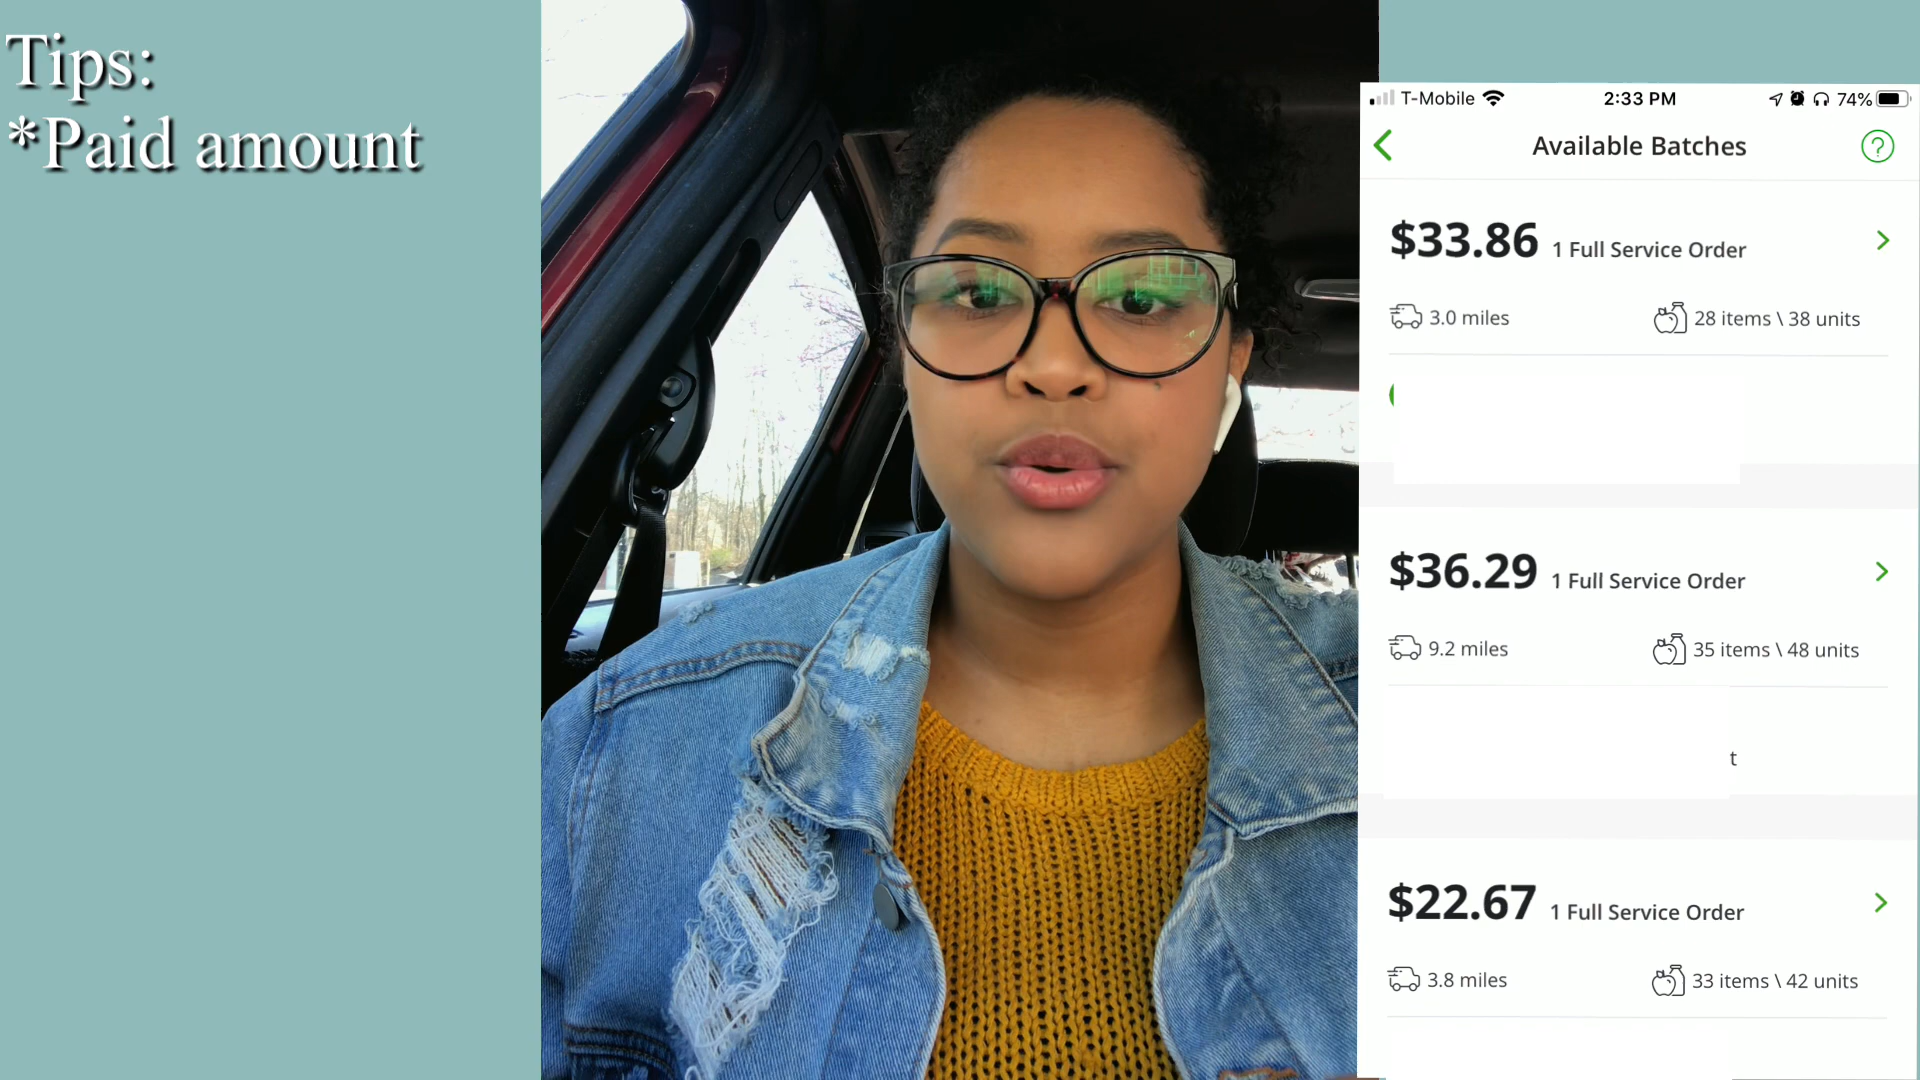 Tips:
*Paid amount
T-Mobile 2:33 PM 74%
Available Batches ?
$33.86 1 Full Service Order
3.0 miles 28 items \ 38 units
$36.29 1 Full Service Order
9.2 miles 35 items \ 48 units
t
$22.67 1 Full Service Order
3.8 miles 33 items \ 42 units